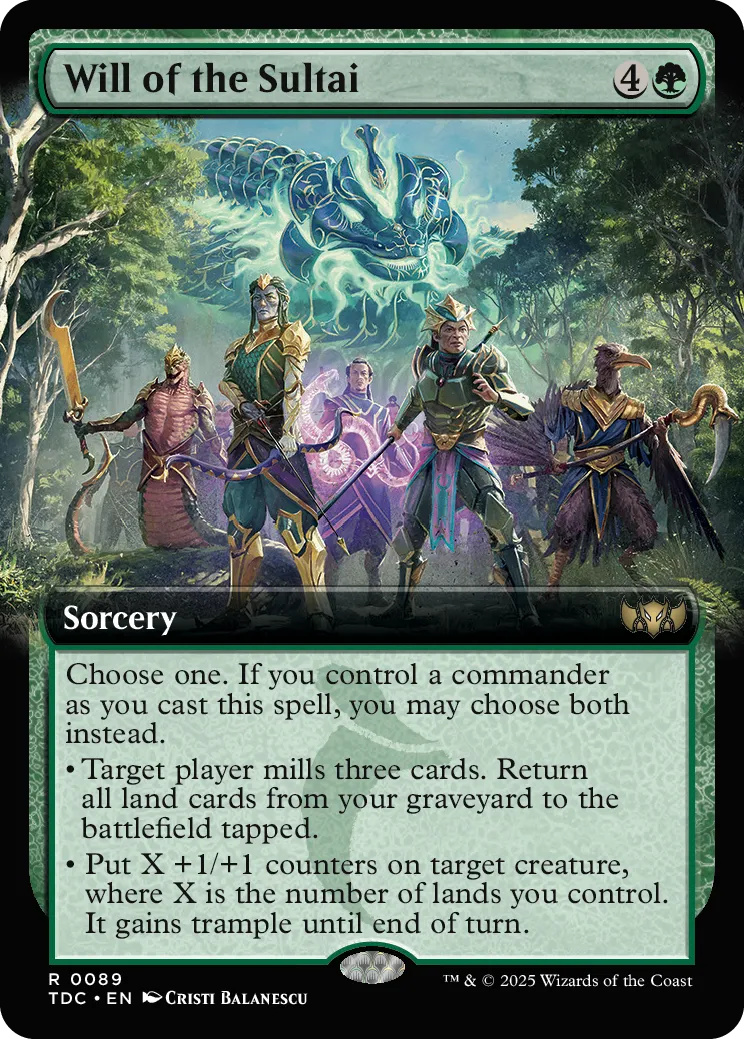 Will of the Sultai 4
Sorcery
Choose one. If you control a commander
as you cast this spell, you may choose both
instead.
• Target player mills three cards. Return
all land cards from your graveyard to the
battlefield tapped.
• Put X +1/+1 counters on target creature,
where X is the number of lands you control.
It gains trample until end of turn.
R 0089
TDC • EN Cristi Balanescu
™ & © 2025 Wizards of the Coast